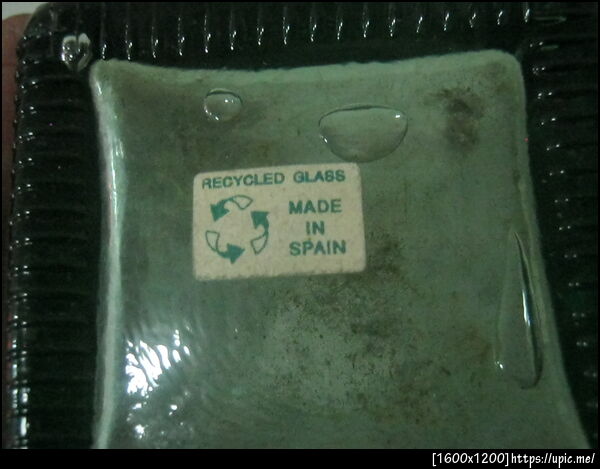 RECYCLED GLASS
MADE
IN
SPAIN
[1600x1200]https://upic.me/